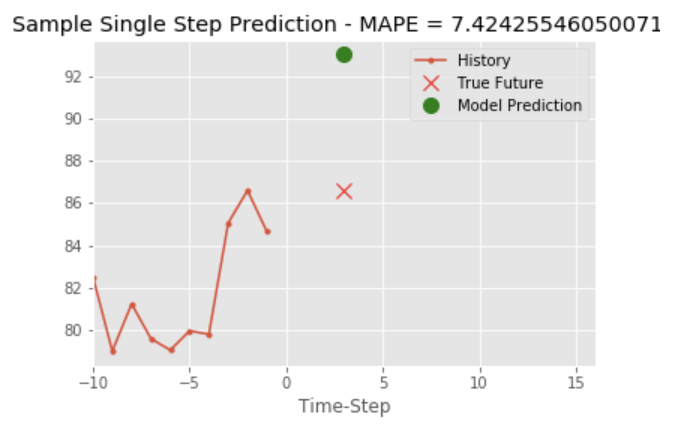 Sample Single Step Prediction - MAPE = 7.42425546050071
History
True Future
Model Prediction
92
90
88
86
84
82
80
−10
−5
0
5
10
15
Time-Step